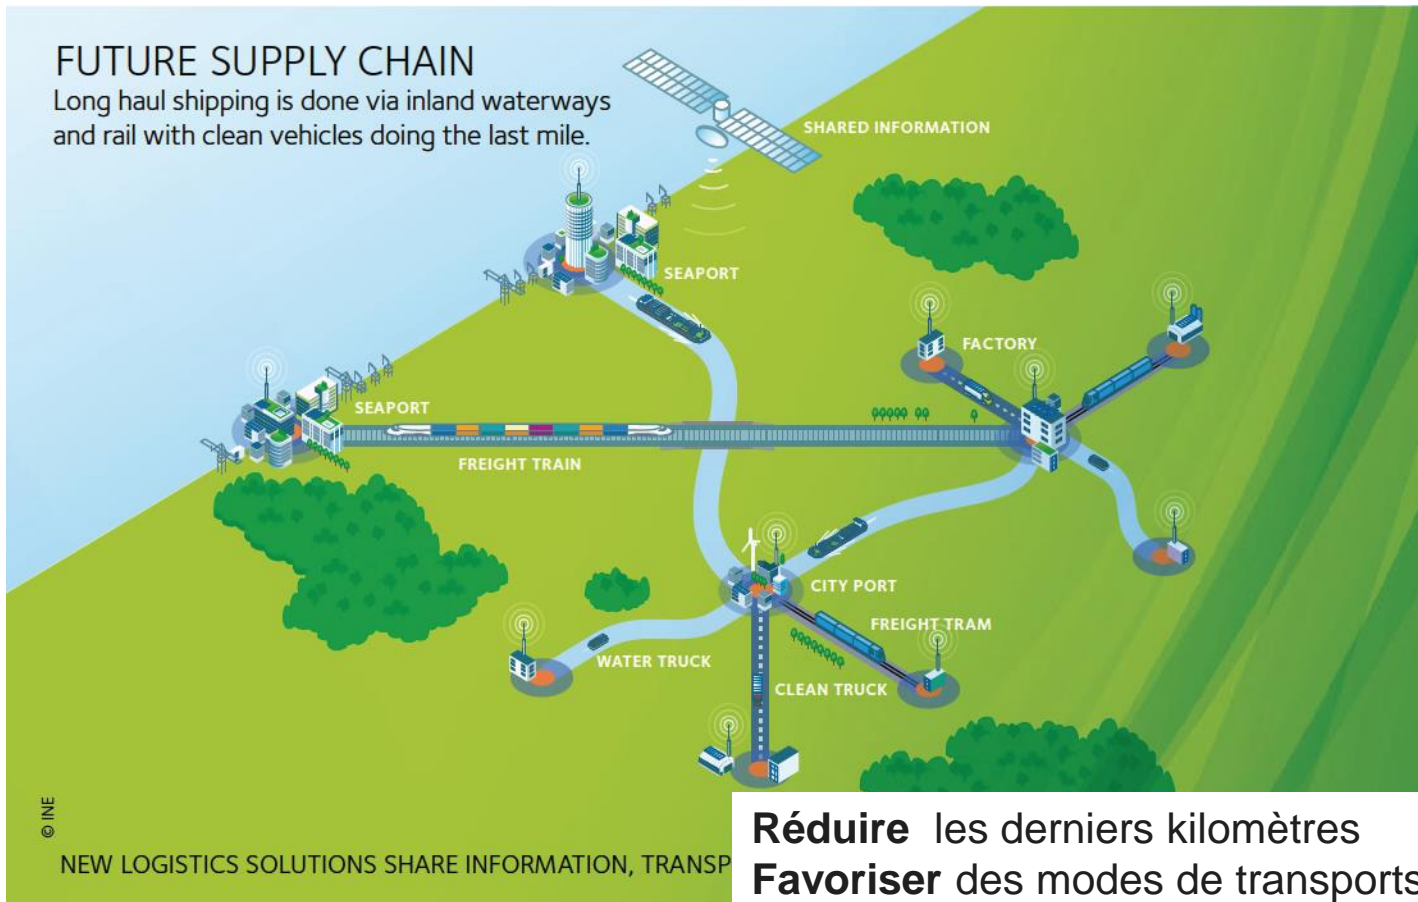 FUTURE SUPPLY CHAIN
Long haul shipping is done via inland waterways
and rail with clean vehicles doing the last mile.
SHARED INFORMATION
SEAPORT
FACTORY
SEAPORT
FREIGHT TRAIN
CITY PORT
FREIGHT TRAM
WATER TRUCK
CLEAN TRUCK
© INE
NEW LOGISTICS SOLUTIONS SHARE INFORMATION, TRANSP
Réduire les derniers kilomètres
Favoriser des modes de transports